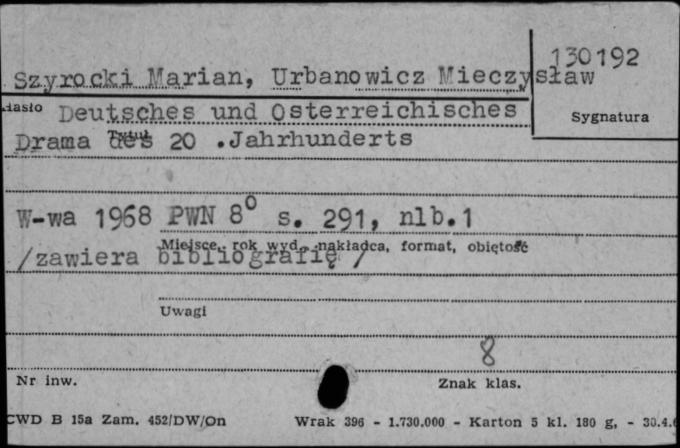 130192
Szyrocki Marian, Urbanowicz Mieczysław
Hasło Deutsches und Osterreichisches
Sygnatura
Drama des 20 .Jahrhunderts
W-wa 1968 PWN 8° s. 291, nlb.1
Miejsce, rok wyd., nakładca, format, objętość
/zawiera bibliografię /
Uwagi
8
Nr inw.
Znak klas.
CWD B 15a Zam. 452/DW/On Wrak 396 - 1.730.000 - Karton 5 kl. 180 g, - 30.4.